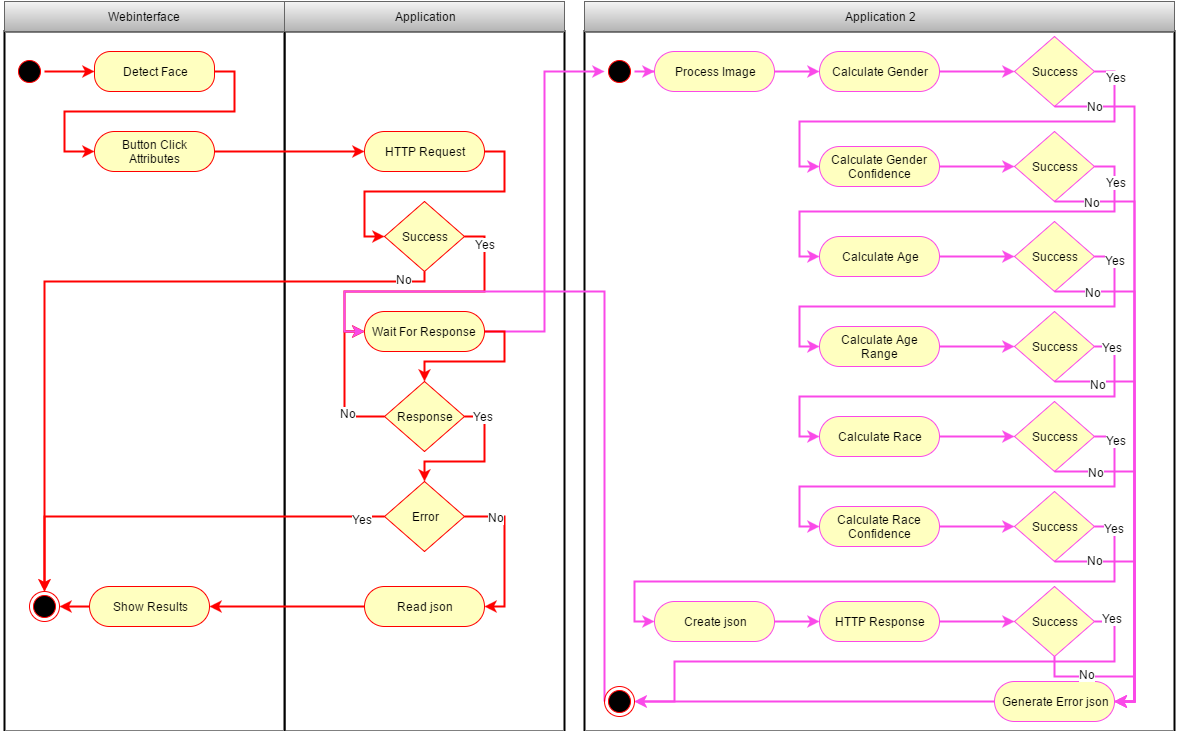 Webinterface
Application
Application 2
Detect Face
Process Image
Calculate Gender
Success
Yes
No
Button Click
Attributes
HTTP Request
Calculate Gender
Confidence
Success
Yes
No
Success
Yes
No
Calculate Age
Success
Yes
No
Wait For Response
Calculate Age
Range
Success
Yes
No
Response
No
Yes
Calculate Race
Success
Yes
No
Error
Yes
No
Calculate Race
Confidence
Success
Yes
No
Show Results
Read json
Create json
HTTP Response
Success
Yes
No
Generate Error json